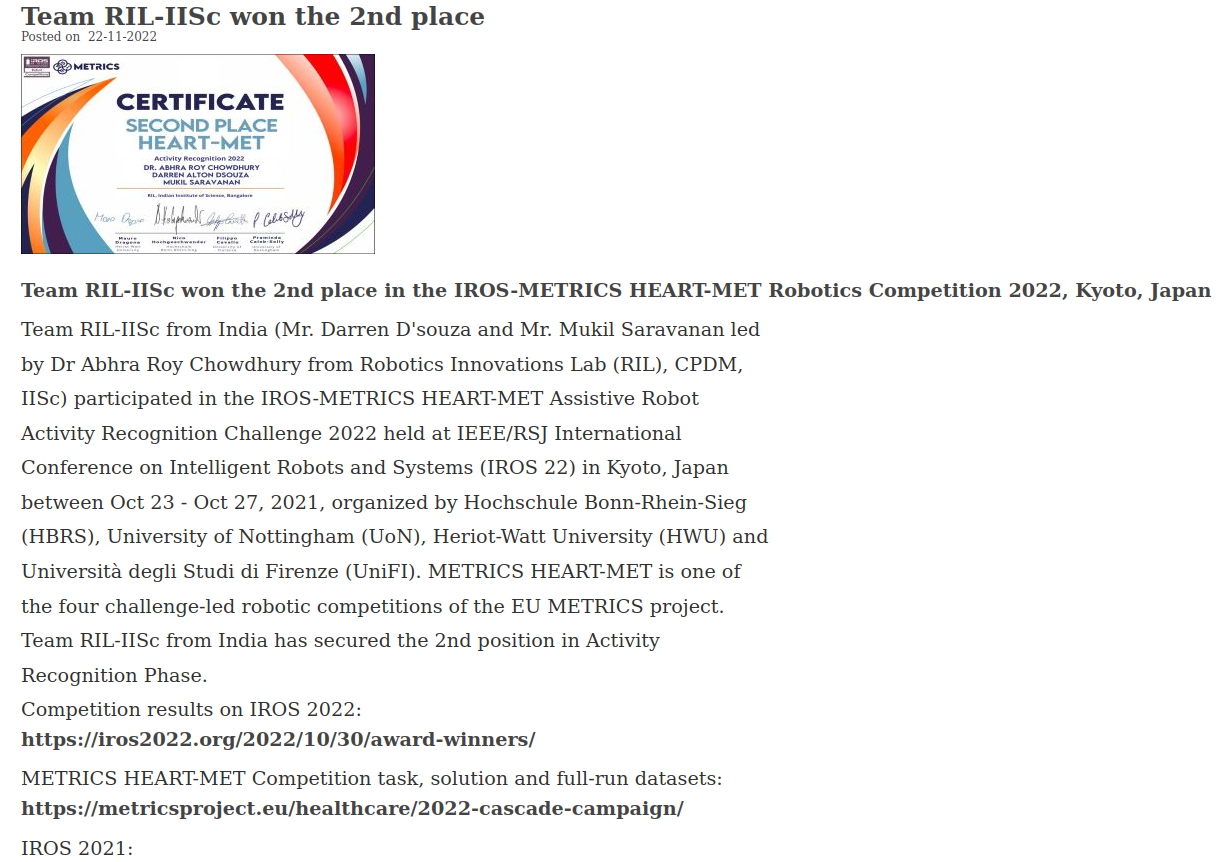 Team RIL-IISc won the 2nd place
Posted on 22-11-2022
METRICS
CERTIFICATE
SECOND PLACE
HEART-MET
Activity Recognition 2022
DR. ABHRA ROY CHOWDHURY
DARREN ALTON DSOUZA
MUKIL SARAVANAN
RIL, Indian Institute of Science, Bangalore
Mauro Dragone
Nico Hochgeschwender
Filippo Cavallo
Praminda Caleb-Solly
Team RIL-IISc won the 2nd place in the IROS-METRICS HEART-MET Robotics Competition 2022, Kyoto, Japan
Team RIL-IISc from India (Mr. Darren D'souza and Mr. Mukil Saravanan led
by Dr Abhra Roy Chowdhury from Robotics Innovations Lab (RIL), CPDM,
IISc) participated in the IROS-METRICS HEART-MET Assistive Robot
Activity Recognition Challenge 2022 held at IEEE/RSJ International
Conference on Intelligent Robots and Systems (IROS 22) in Kyoto, Japan
between Oct 23 - Oct 27, 2021, organized by Hochschule Bonn-Rhein-Sieg
(HBRS), University of Nottingham (UoN), Heriot-Watt University (HWU) and
Università degli Studi di Firenze (UniFI). METRICS HEART-MET is one of
the four challenge-led robotic competitions of the EU METRICS project.
Team RIL-IISc from India has secured the 2nd position in Activity
Recognition Phase.
Competition results on IROS 2022:
https://iros2022.org/2022/10/30/award-winners/
METRICS HEART-MET Competition task, solution and full-run datasets:
https://metricsproject.eu/healthcare/2022-cascade-campaign/
IROS 2021: